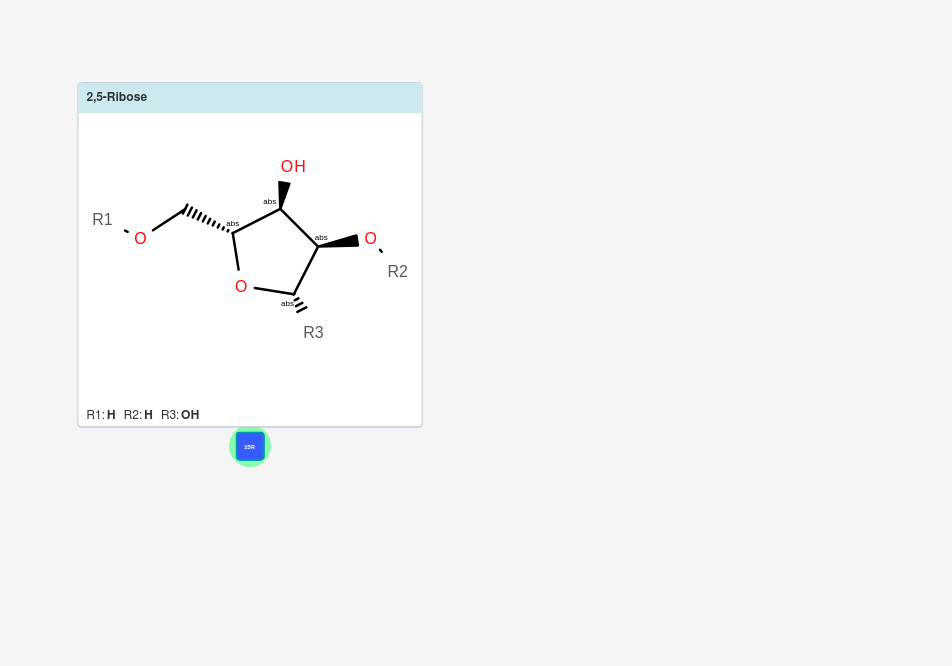 2,5-Ribose
OH
abs
R1
abs
O
abs
O
R2
O
abs
R3
R1: H R2: H R3: OH
25R